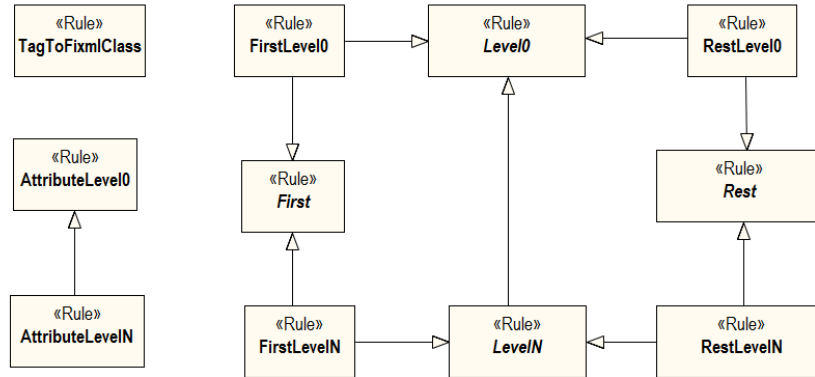 «Rule»
TagToFixmlClass
«Rule»
FirstLevel0
«Rule»
Level0
«Rule»
RestLevel0
«Rule»
AttributeLevel0
«Rule»
First
«Rule»
Rest
«Rule»
AttributeLevelN
«Rule»
FirstLevelN
«Rule»
LevelN
«Rule»
RestLevelN